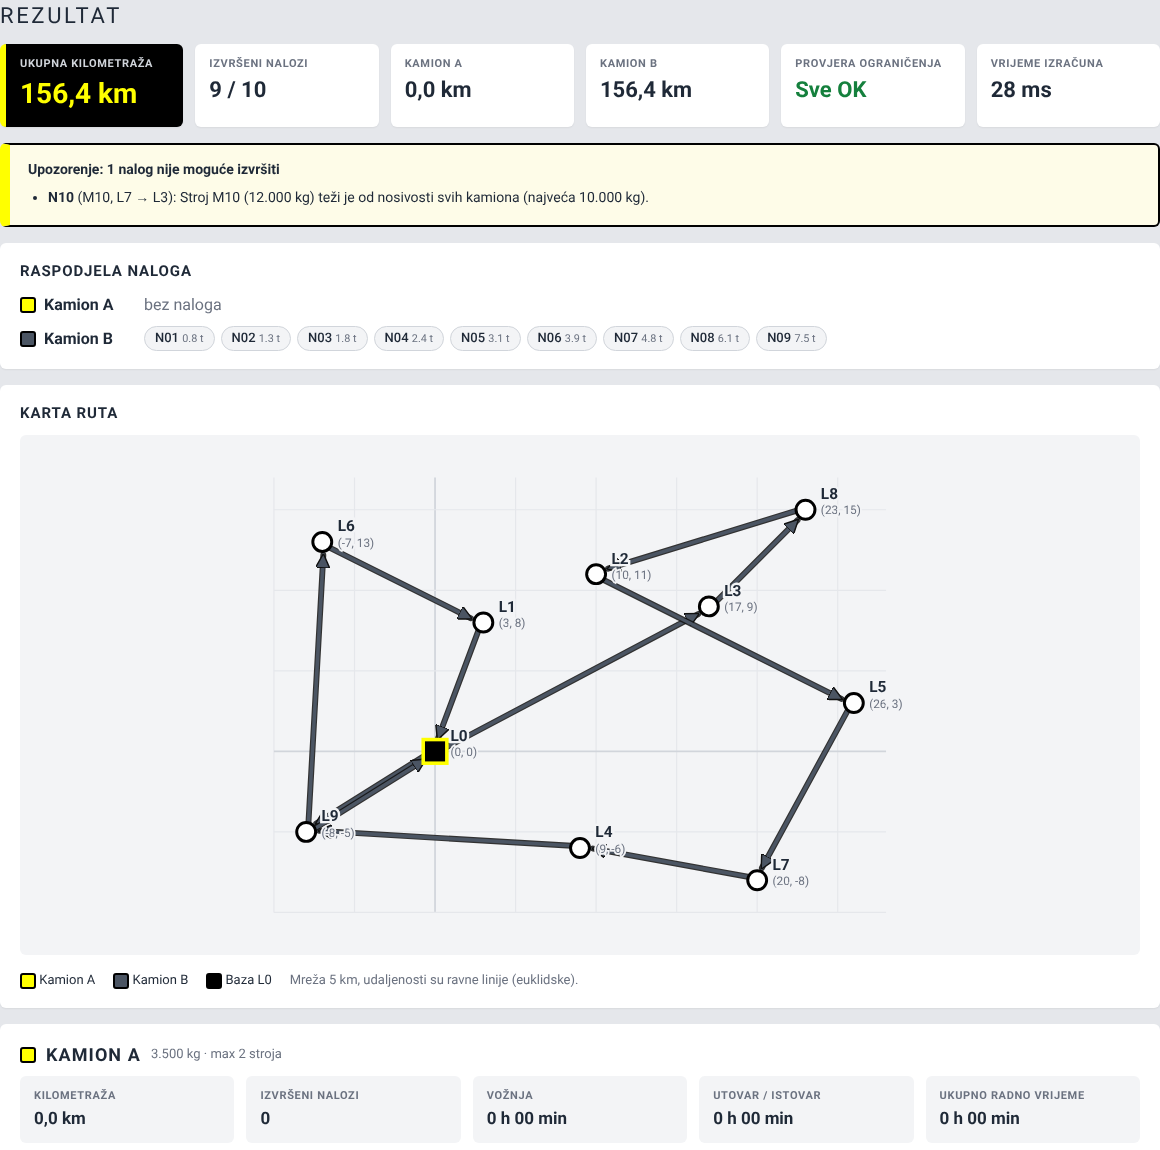 REZULTAT
UKUPNA KILOMETRAŽA
156,4 km
IZVRŠENI NALOZI
9 / 10
KAMION A
0,0 km
KAMION B
156,4 km
PROVJERA OGRANIČENJA
Sve OK
VRIJEME IZRAČUNA
28 ms
Upozorenje: 1 nalog nije moguće izvršiti
• N10 (M10, L7 → L3): Stroj M10 (12.000 kg) teži je od nosivosti svih kamiona (najveća 10.000 kg).
RASPODJELA NALOGA
Kamion A bez naloga
Kamion B N01 0.8 t N02 1.3 t N03 1.8 t N04 2.4 t N05 3.1 t N06 3.9 t N07 4.8 t N08 6.1 t N09 7.5 t
KARTA RUTA
L8
(23, 15)
L6
(-7, 13)
L2
(10, 11)
L3
(17, 9)
L1
(3, 8)
L5
(26, 3)
L0
(0, 0)
L9
(-8, -5)
L4
(9, -6)
L7
(20, -8)
Kamion A Kamion B Baza L0 Mreža 5 km, udaljenosti su ravne linije (euklidske).
KAMION A 3.500 kg · max 2 stroja
KILOMETRAŽA
0,0 km
IZVRŠENI NALOZI
0
VOŽNJA
0 h 00 min
UTOVAR / ISTOVAR
0 h 00 min
UKUPNO RADNO VRIJEME
0 h 00 min